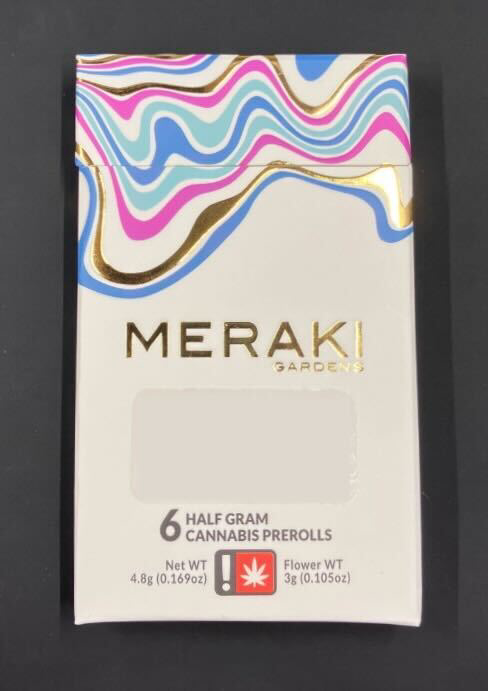 MERAKI
GARDENS
6 HALF GRAM
CANNABIS PREROLLS
Net WT
4.8g (0.169oz)
!
Flower WT
3g (0.105oz)